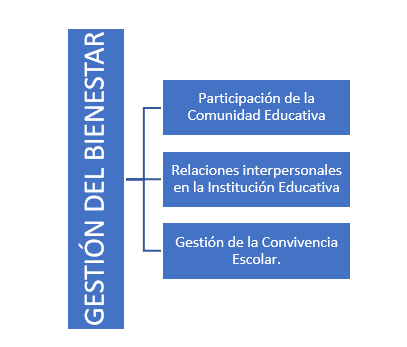 GESTIÓN DEL BIENESTAR
Participación de la
Comunidad Educativa
Relaciones interpersonales
en la Institución Educativa
Gestión de la Convivencia
Escolar.